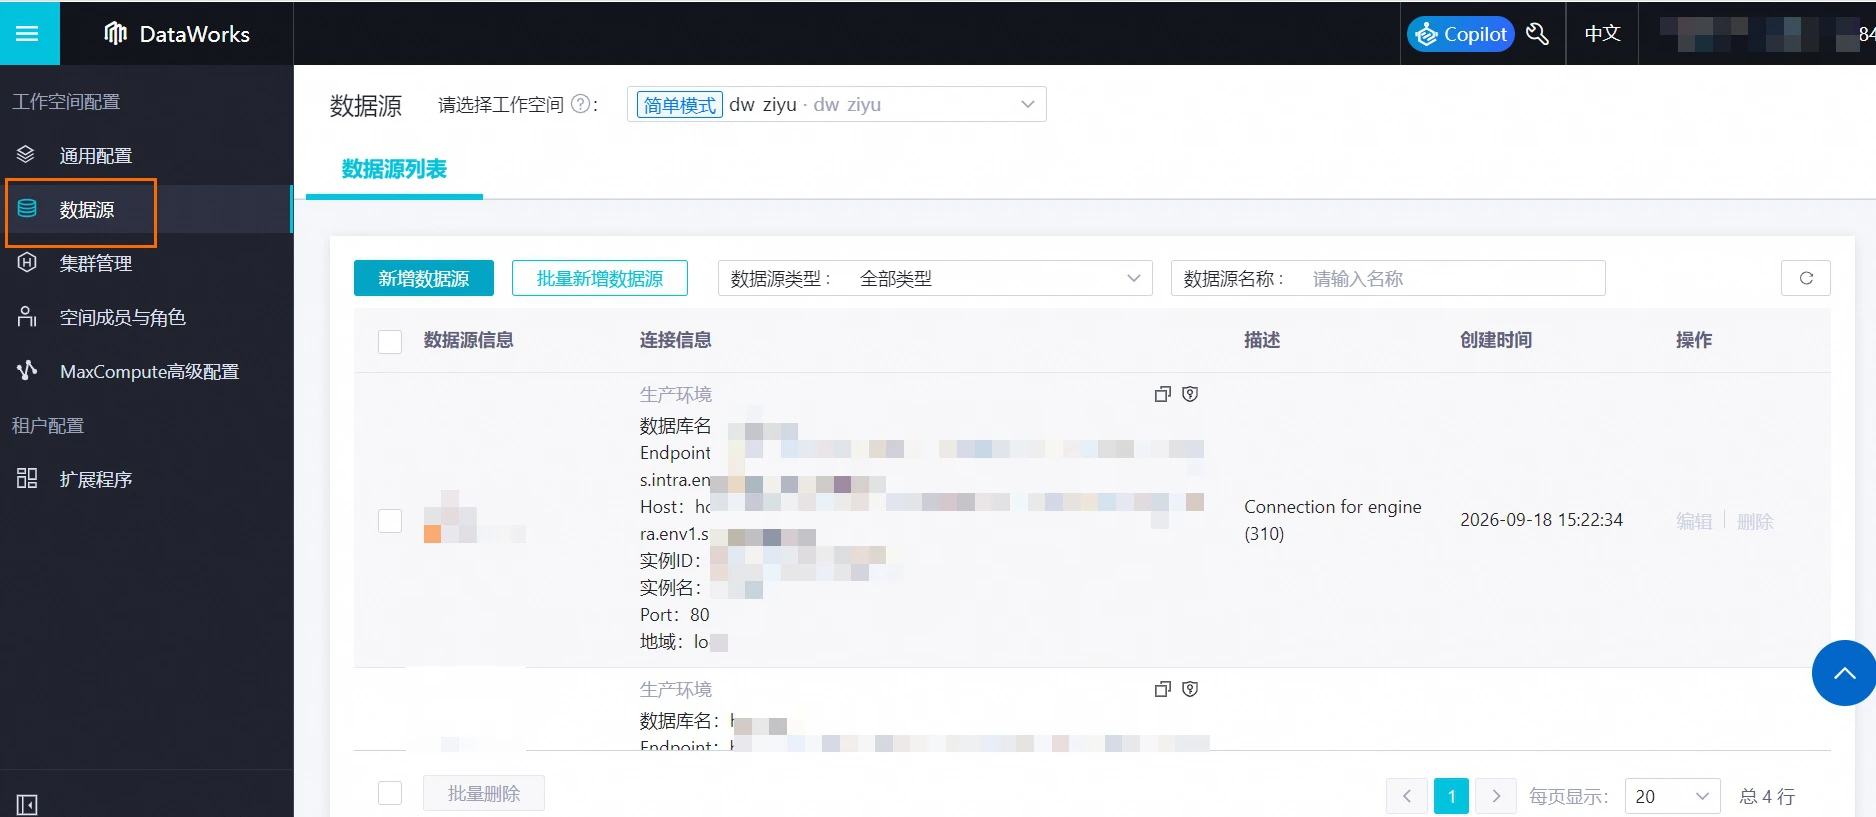 DataWorks
Copilot
中文
84
工作空间配置
通用配置
数据源
集群管理
空间成员与角色
MaxCompute高级配置
租户配置
扩展程序
数据源
请选择工作空间 ? :
简单模式 dw ziyu · dw ziyu
数据源列表
新增数据源
批量新增数据源
数据源类型： 全部类型
数据源名称： 请输入名称
数据源信息 连接信息 描述 创建时间 操作
生产环境
数据库名
Endpoint
s.intra.en
Host：
ra.env1.s
实例ID：
实例名：
Port：80
地域：lo
Connection for engine
(310)
2026-09-18 15:22:34
编辑 删除
生产环境
数据库名：
Endpoint：
批量删除
1
每页显示：
20
总 4 行